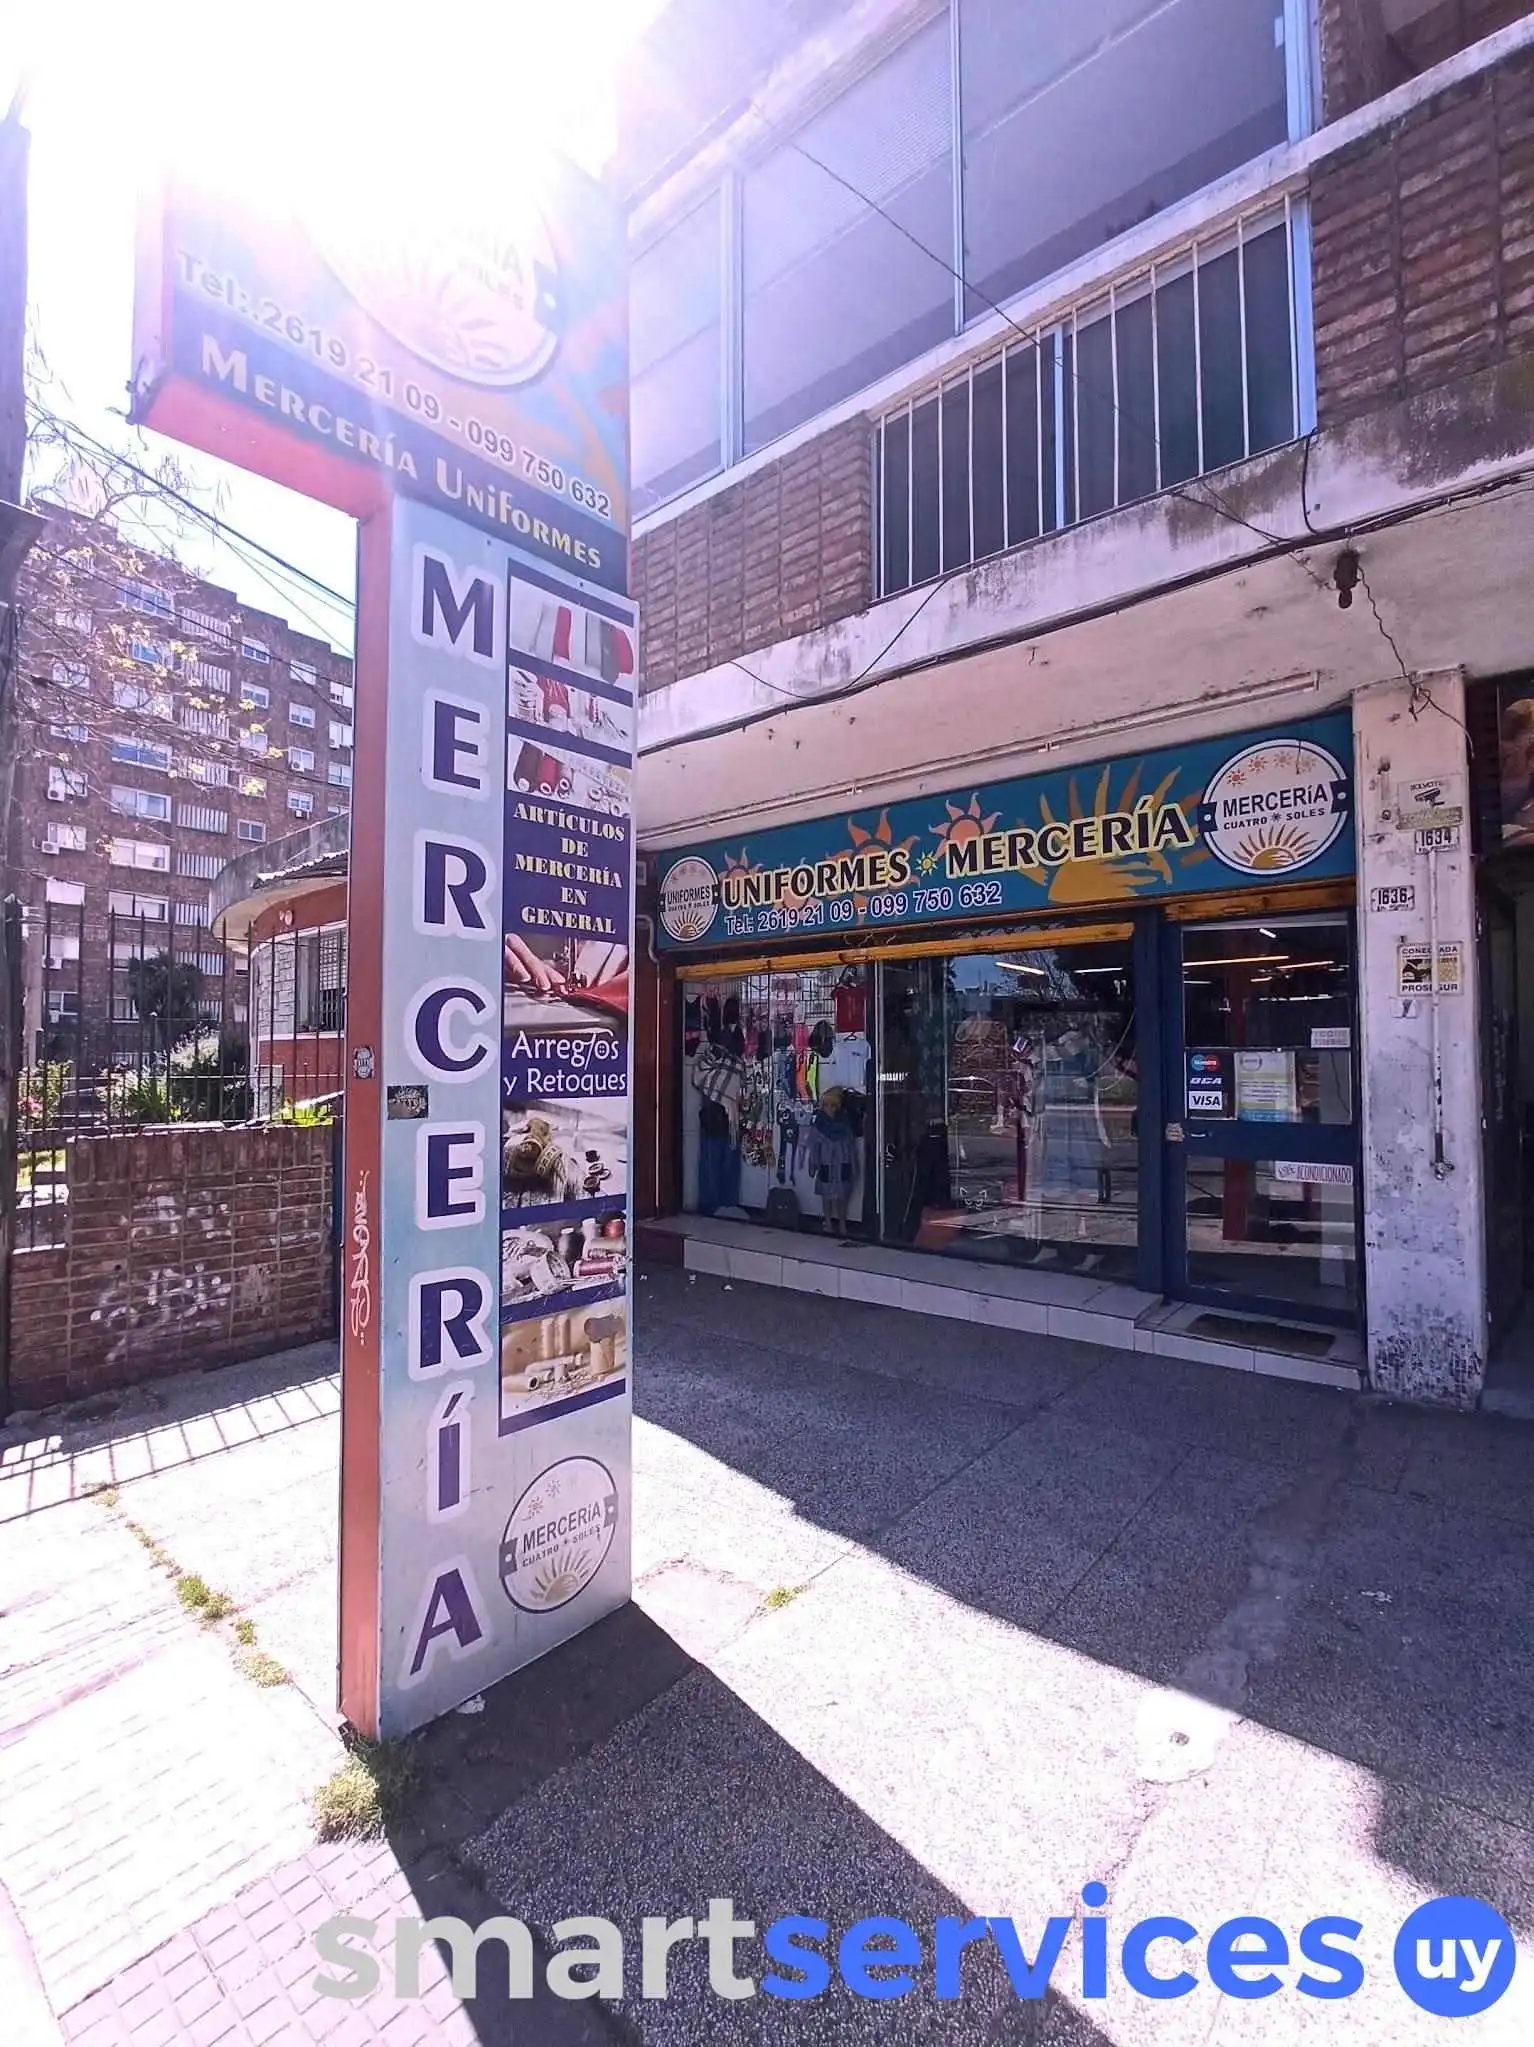 Tel:.2619 21 09 - 099 750 632
MERCERÍA UNIFORMES
MERCERÍA
ARTÍCULOS
DE
MERCERÍA
EN
GENERAL
Arreglos
y Retoques
MERCERÍA
CUATRO SOLES
UNIFORMES
CUATRO SOLES
UNIFORMES MERCERÍA
Tel: 2619 21 09 - 099 750 632
MERCERÍA
CUATRO SOLES
1634
1636
PROSEGUR
OCA
VISA
ACONDICIONADO
smartservices uy